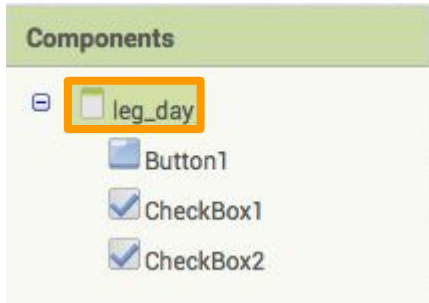 Components
leg_day
Button1
CheckBox1
CheckBox2